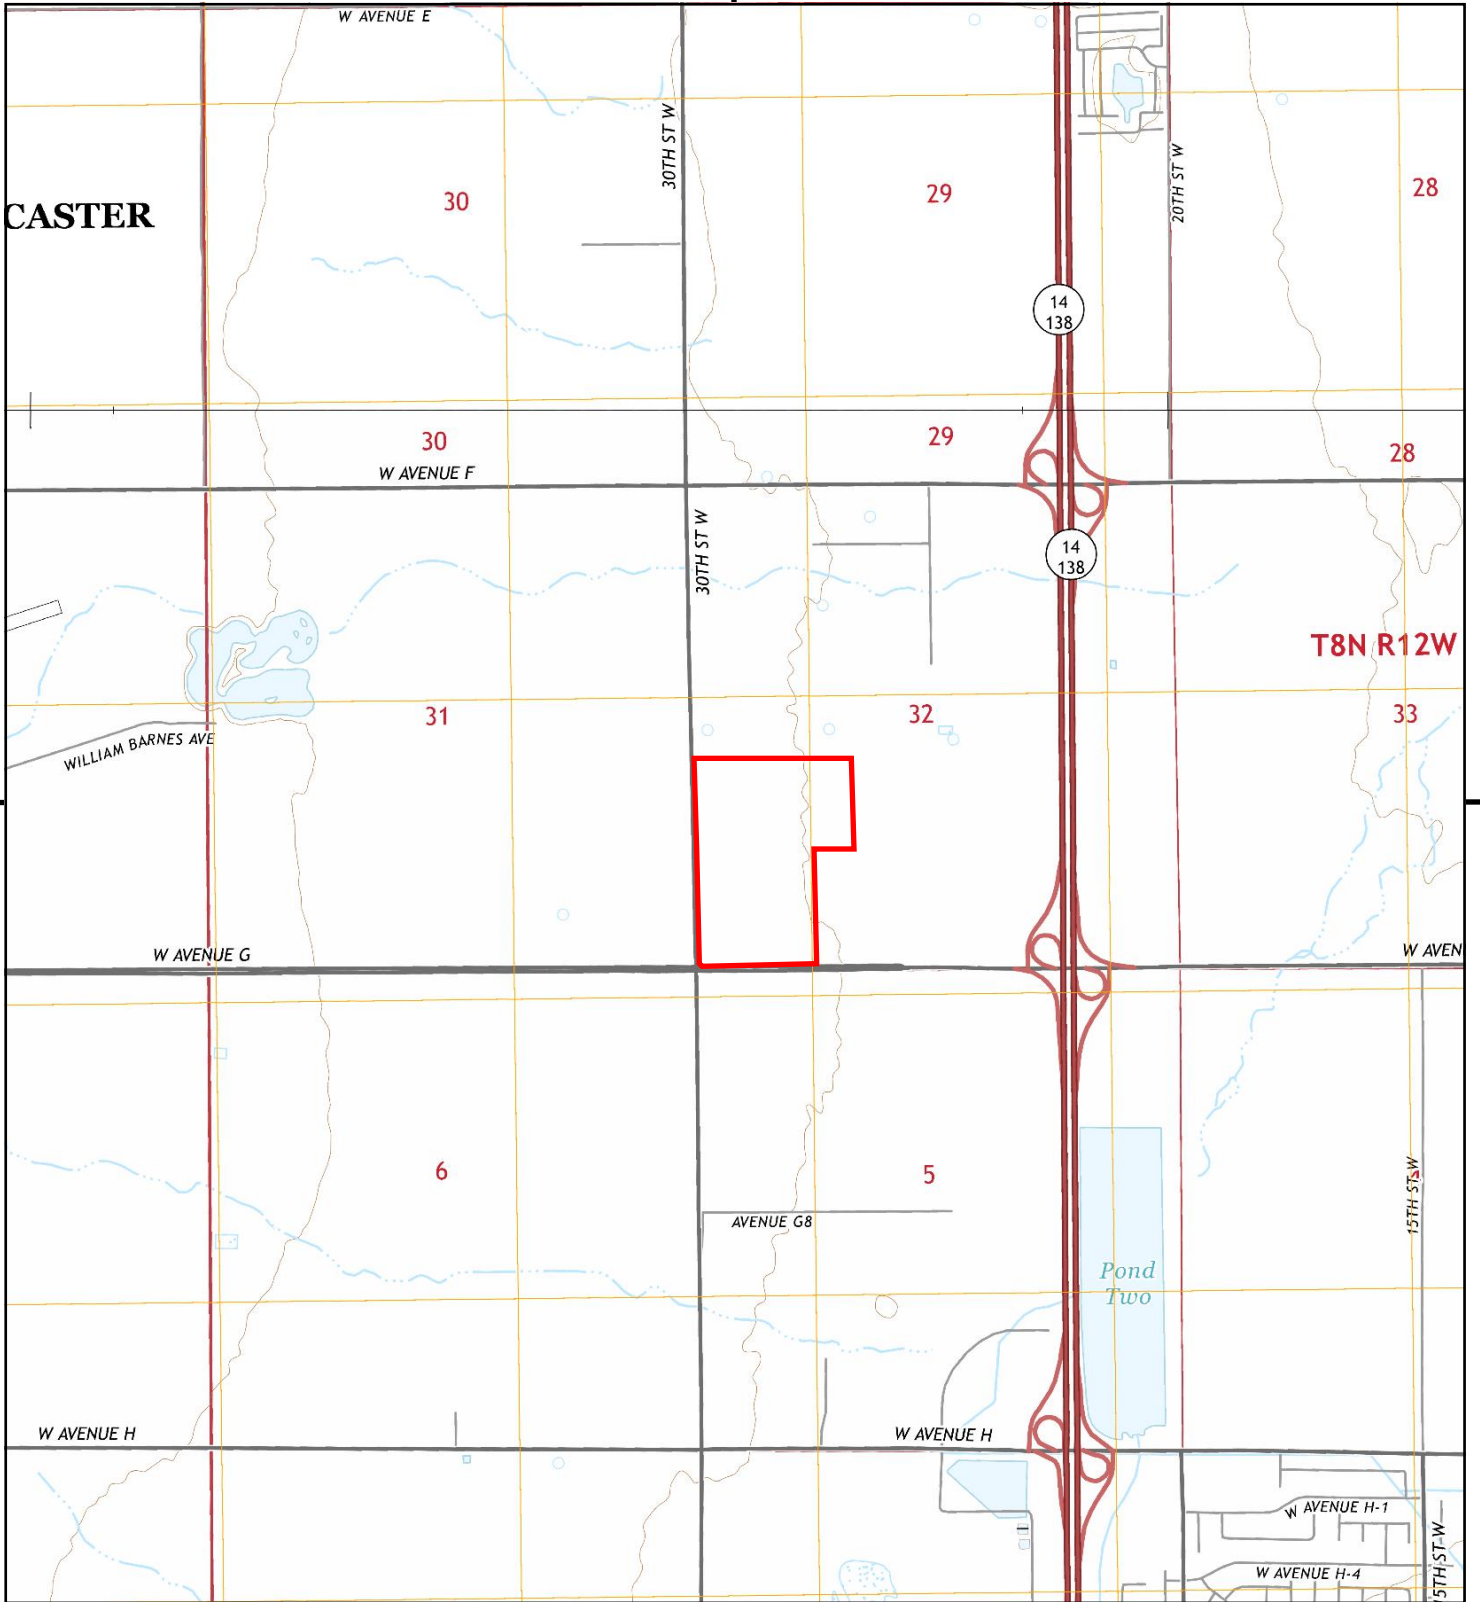 W AVENUE E
30TH ST W
20TH ST W
30
29
28
CASTER
14
138
30
29
28
W AVENUE F
30TH ST W
14
138
T8N R12W
31
32
33
WILLIAM BARNES AVE
W AVENUE G
W AVEN
6
5
15TH ST W
AVENUE G8
Pond
Two
W AVENUE H
W AVENUE H
W AVENUE H-1
W AVENUE H-4
15TH ST W